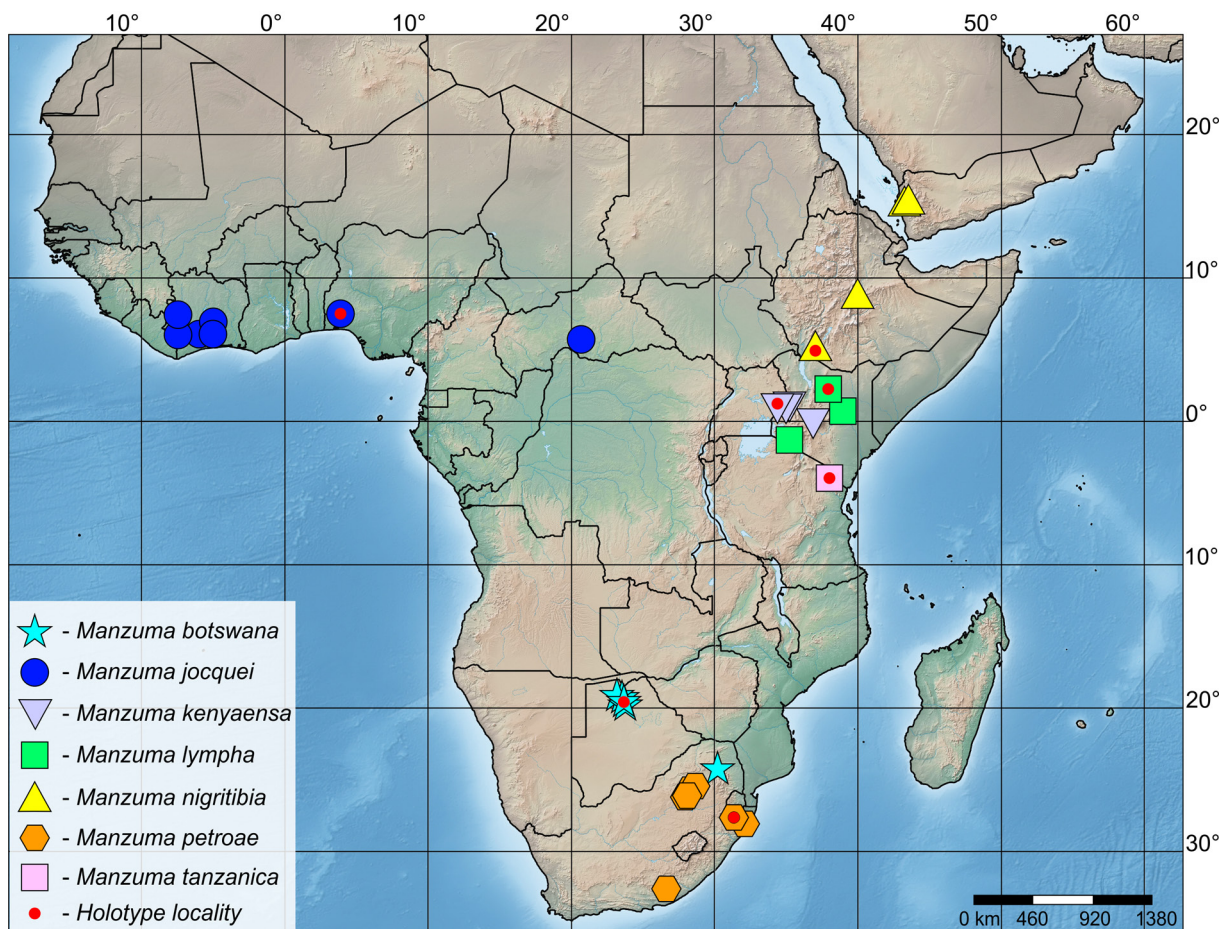 10° 0° 10° 20° 30° 40° 50° 60°
20°
10°
0°
10°
20°
30°
- Manzuma botswana
- Manzuma jocquei
- Manzuma kenyaensa
- Manzuma lympha
- Manzuma nigritibia
- Manzuma petroae
- Manzuma tanzanica
- Holotype locality
0 km 460 920 1380